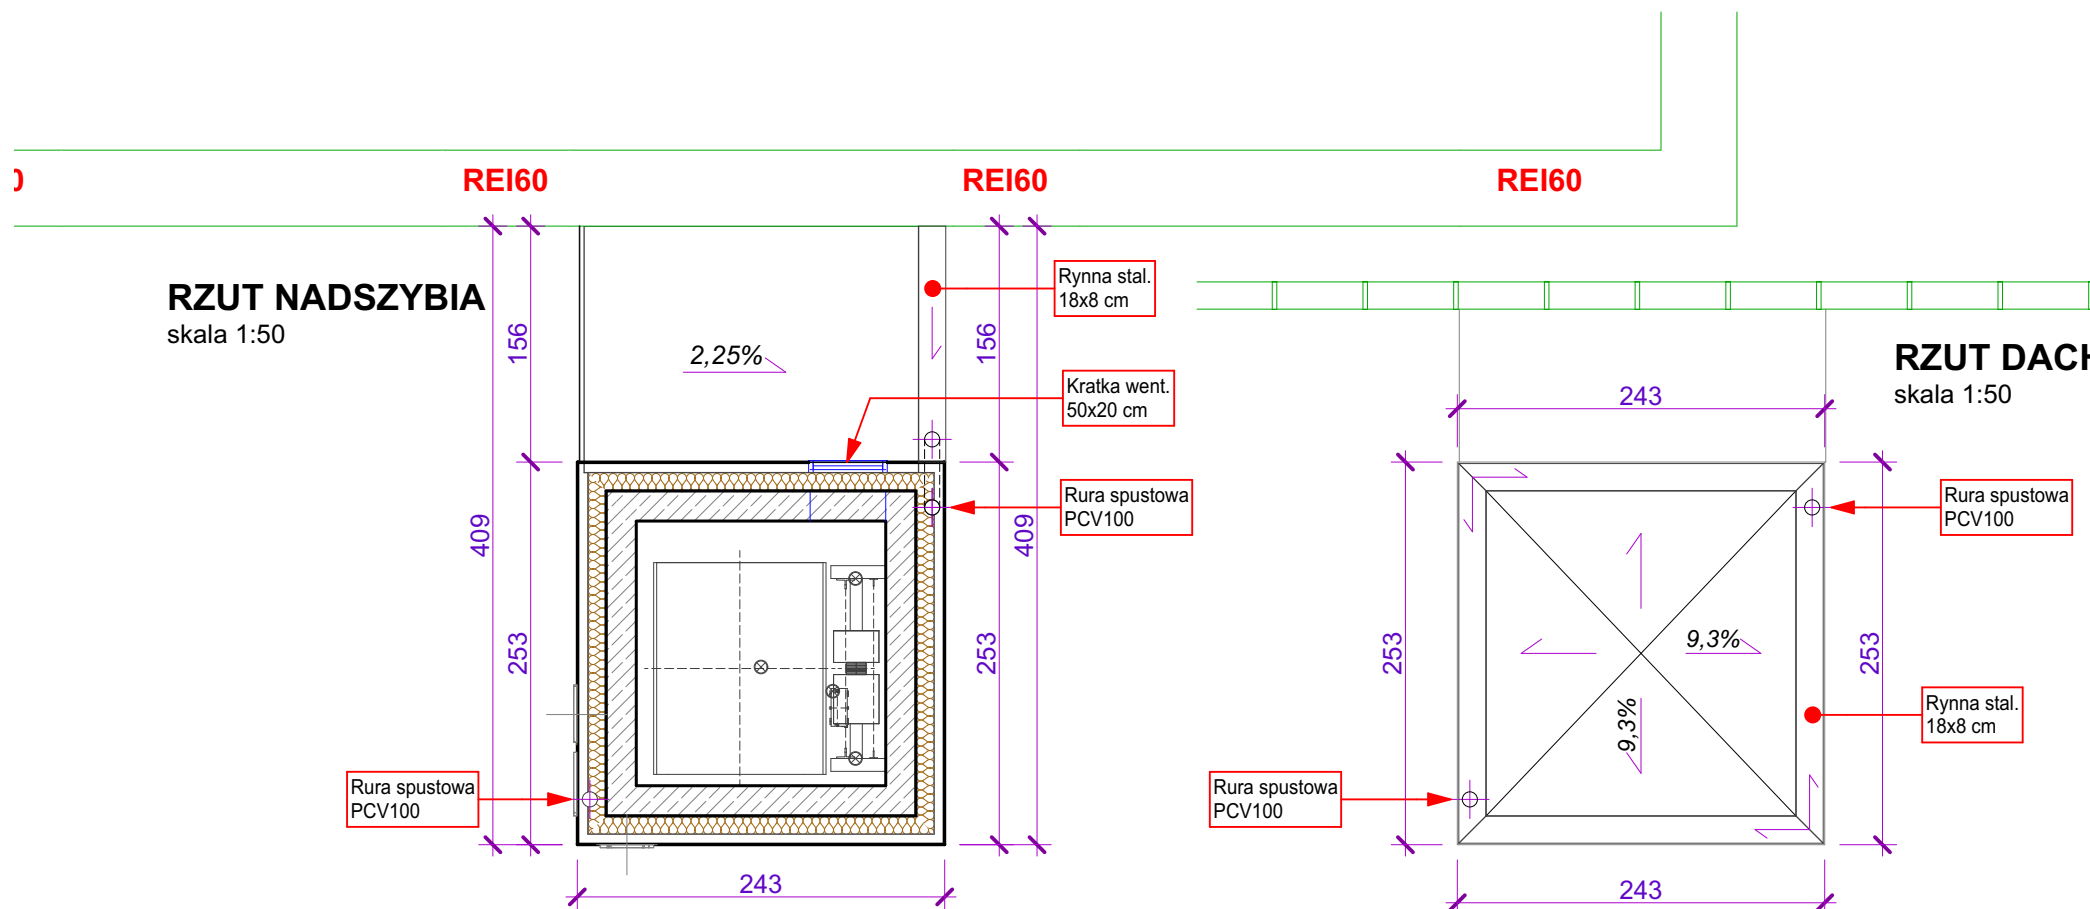 REI60
REI60
REI60
RZUT NADSZYBIA
skala 1:50
156
409
253
2,25%
156
409
253
Rynna stal.
18x8 cm
Kratka went.
50x20 cm
Rura spustowa
PCV100
Rura spustowa
PCV100
243
RZUT DACH
skala 1:50
243
253
253
9,3%
9,3%
Rura spustowa
PCV100
Rynna stal.
18x8 cm
Rura spustowa
PCV100
243